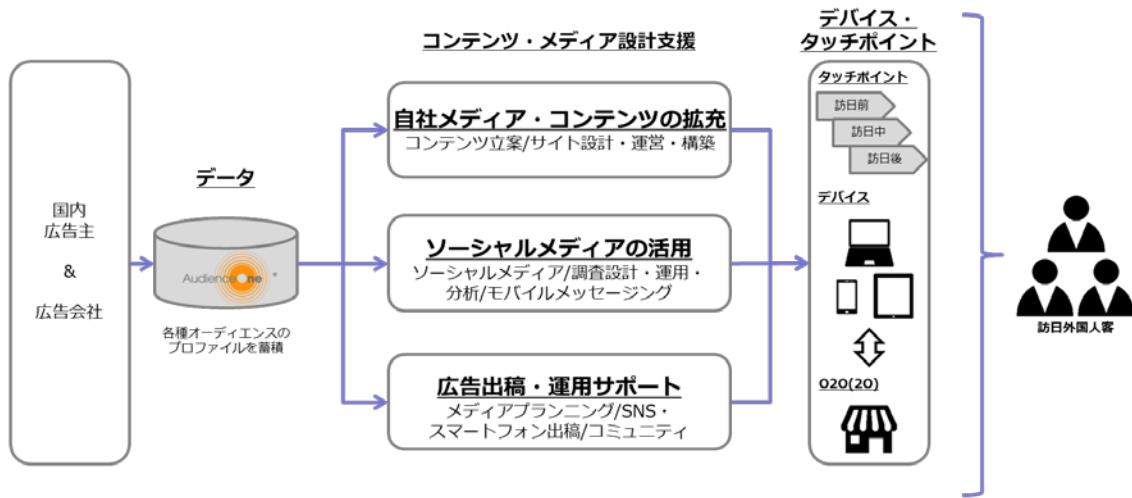 国内
広告主
&
広告会社
データ
AudienceOne®
各種オーディエンスの
プロファイルを蓄積
コンテンツ・メディア設計支援
自社メディア・コンテンツの拡充
コンテンツ立案/サイト設計・運営・構築
ソーシャルメディアの活用
ソーシャルメディア/調査設計・運用・
分析/モバイルメッセージング
広告出稿・運用サポート
メディアプランニング/SNS・
スマートフォン出稿/コミュニティ
デバイス・
タッチポイント
タッチポイント
訪日前
訪日中
訪日後
デバイス
O2O(2O)
訪日外国人客